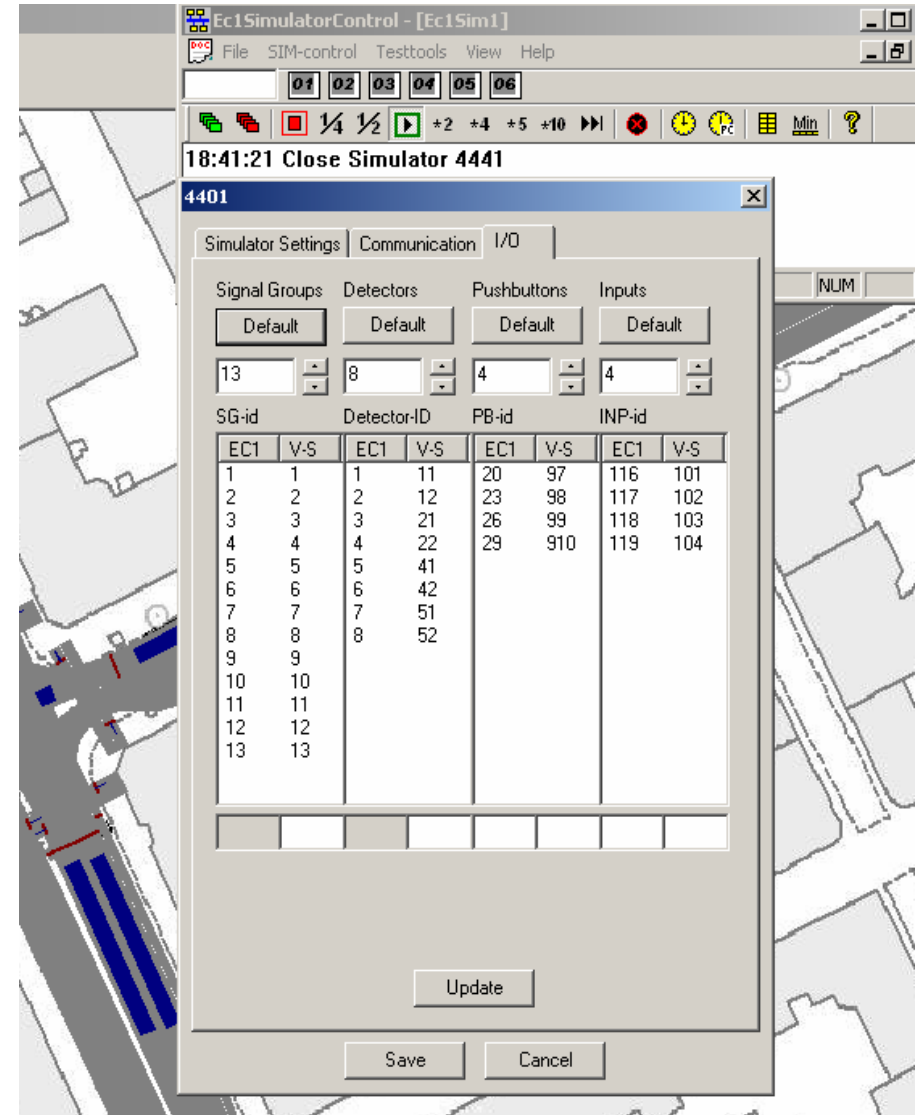 Ec1SimulatorControl - [Ec1Sim1]
DOC File SIM-control Testtools View Help
01 02 03 04 05 06
1/4 1/2 *2 *4 *5 *10 PC Min ?
18:41:21 Close Simulator 4441
4401
Simulator Settings Communication I/O
NUM
Signal Groups Detectors Pushbuttons Inputs
Default Default Default Default
13 8 4 4
SG-id Detector-ID PB-id INP-id
EC1 V-S EC1 V-S EC1 V-S EC1 V-S
1 1 1 11 20 97 116 101
2 2 2 12 23 98 117 102
3 3 3 21 26 99 118 103
4 4 4 22 29 910 119 104
5 5 5 41
6 6 6 42
7 7 7 51
8 8 8 52
9 9
10 10
11 11
12 12
13 13
Update
Save Cancel